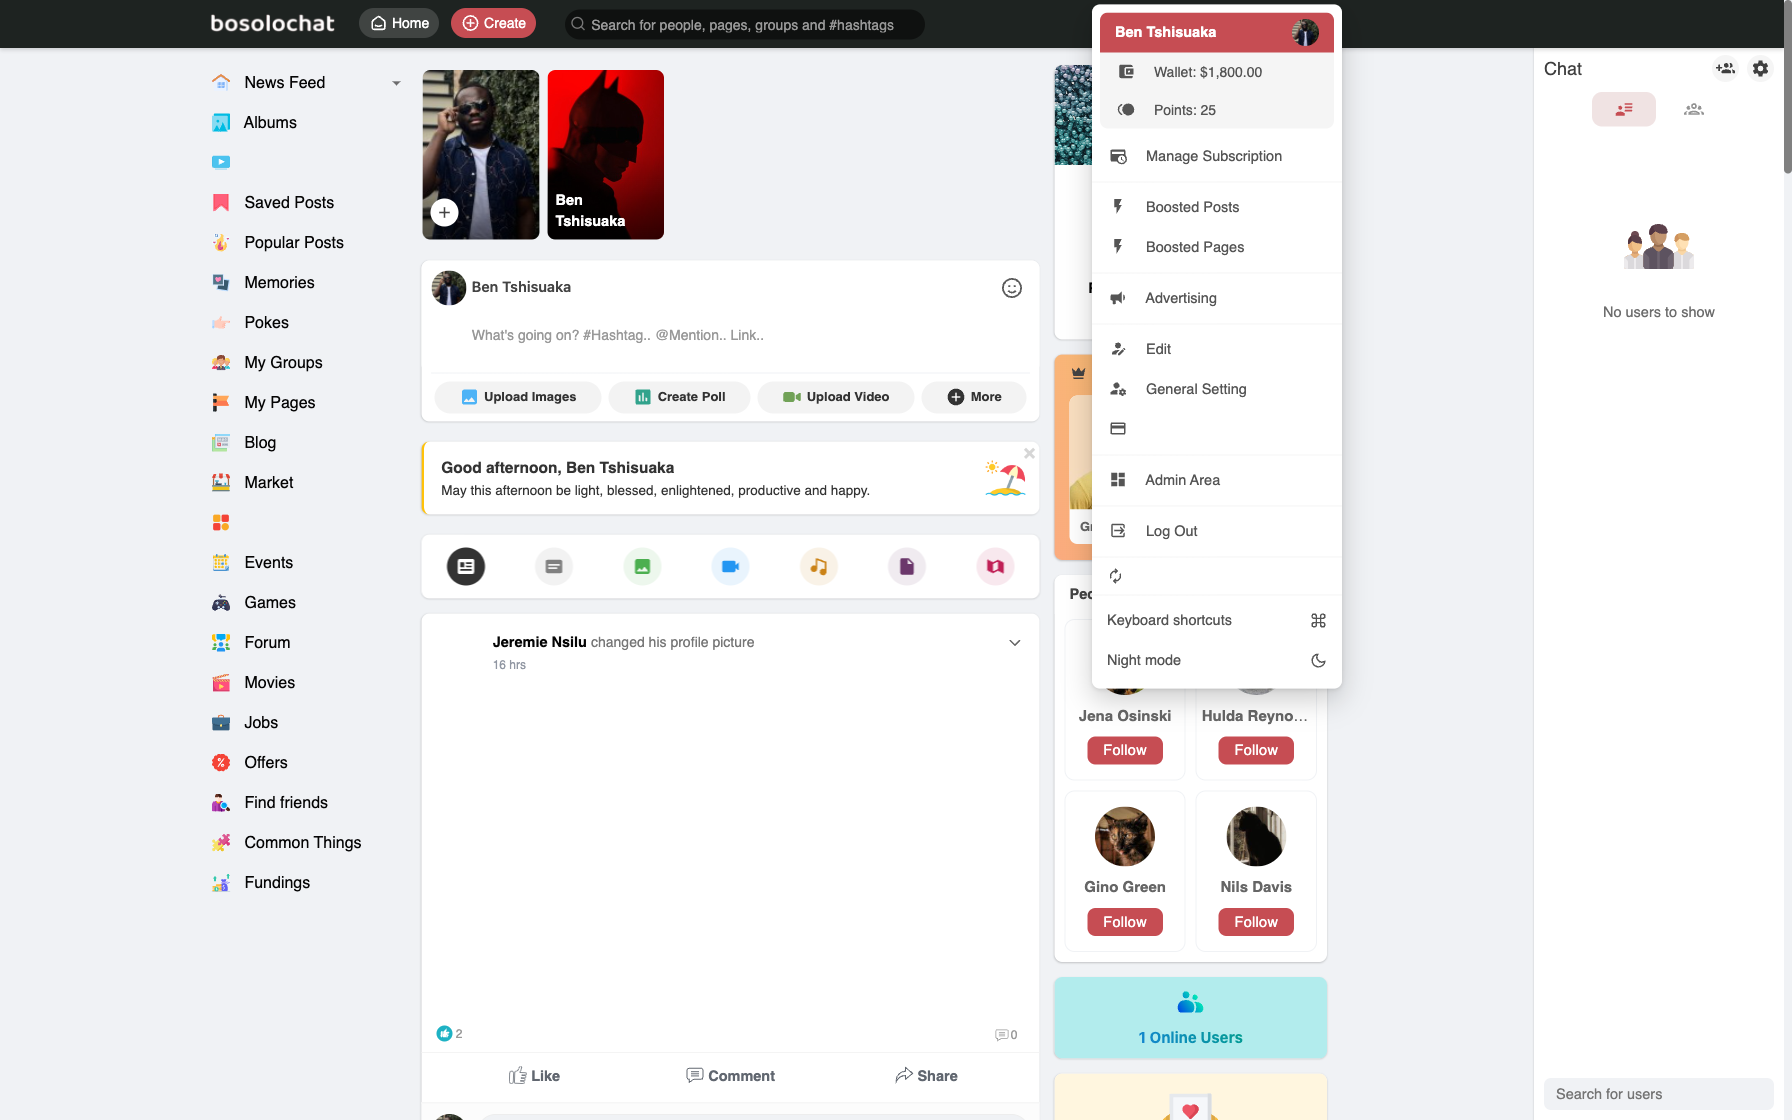 bosolochat
Home
Create
Search for people, pages, groups and #hashtags
News Feed
Albums
Saved Posts
Popular Posts
Memories
Pokes
My Groups
My Pages
Blog
Market
Events
Games
Forum
Movies
Jobs
Offers
Find friends
Common Things
Fundings
Ben
Tshisuaka
Ben Tshisuaka
What's going on? #Hashtag.. @Mention.. Link..
Upload Images
Create Poll
Upload Video
More
Good afternoon, Ben Tshisuaka
May this afternoon be light, blessed, enlightened, productive and happy.
Jeremie Nsilu changed his profile picture
16 hrs
2
0
Like
Comment
Share
Ben Tshisuaka
Wallet: $1,800.00
Points: 25
Manage Subscription
Boosted Posts
Boosted Pages
Advertising
Edit
General Setting
Admin Area
Log Out
Keyboard shortcuts
Night mode
Jena Osinski
Follow
Hulda Reyno...
Follow
Gino Green
Follow
Nils Davis
Follow
1 Online Users
Chat
No users to show
Search for users